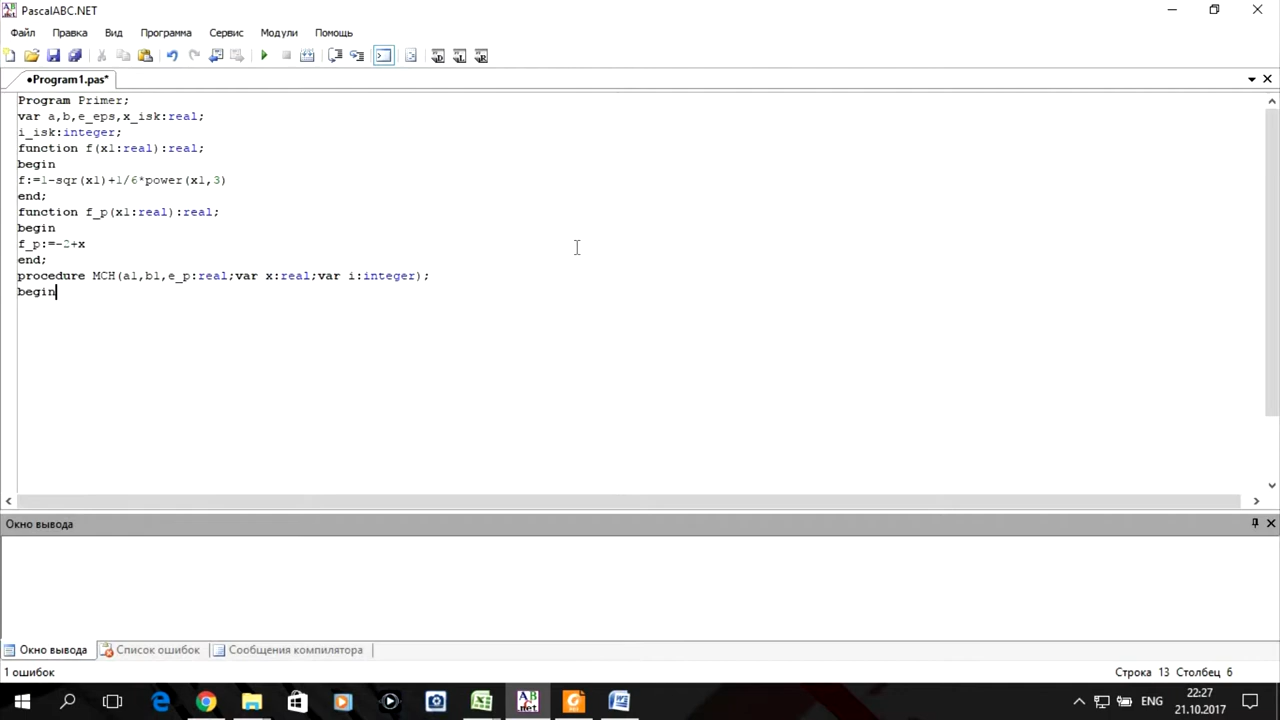 PascalABC.NET
Файл Правка Вид Программа Сервис Модули Помощь
•Program1.pas*
Program Primer;
var a,b,e_eps,x_isk:real;
i_isk:integer;
function f(x1:real):real;
begin
f:=1-sqr(x1)+1/6*power(x1,3)
end;
function f_p(x1:real):real;
begin
f_p:=-2+x
end;
procedure MCH(a1,b1,e_p:real;var x:real;var i:integer);
begin
Окно вывода
Окно вывода Список ошибок Сообщения компилятора
1 ошибок Строка 13 Столбец 6
ENG 22:27
21.10.2017